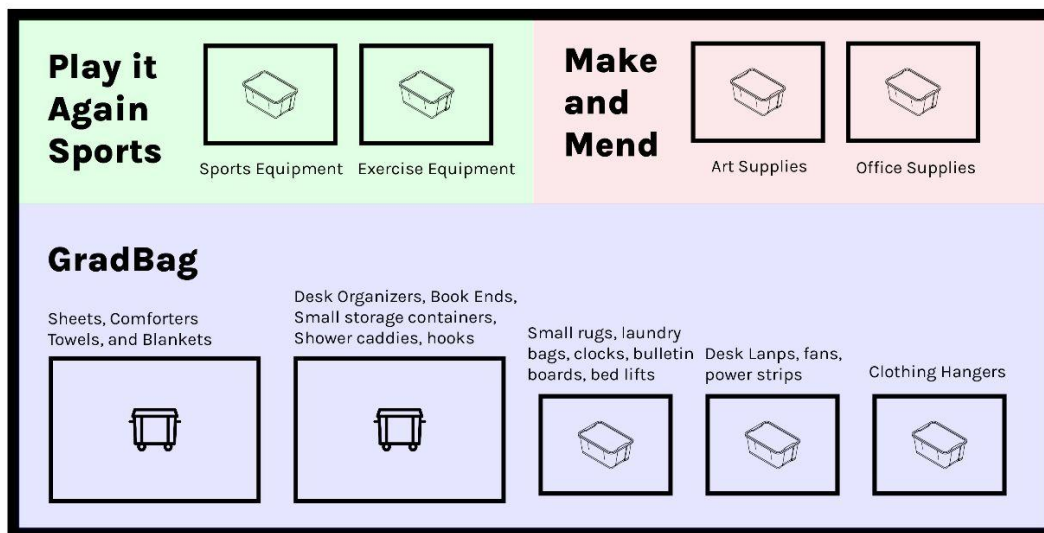 Play it
Again
Sports
Sports Equipment
Exercise Equipment
Make
and
Mend
Art Supplies
Office Supplies
GradBag
Sheets, Comforters
Towels, and Blankets
Desk Organizers, Book Ends,
Small storage containers,
Shower caddies, hooks
Small rugs, laundry
bags, clocks, bulletin
boards, bed lifts
Desk Lanps, fans,
power strips
Clothing Hangers